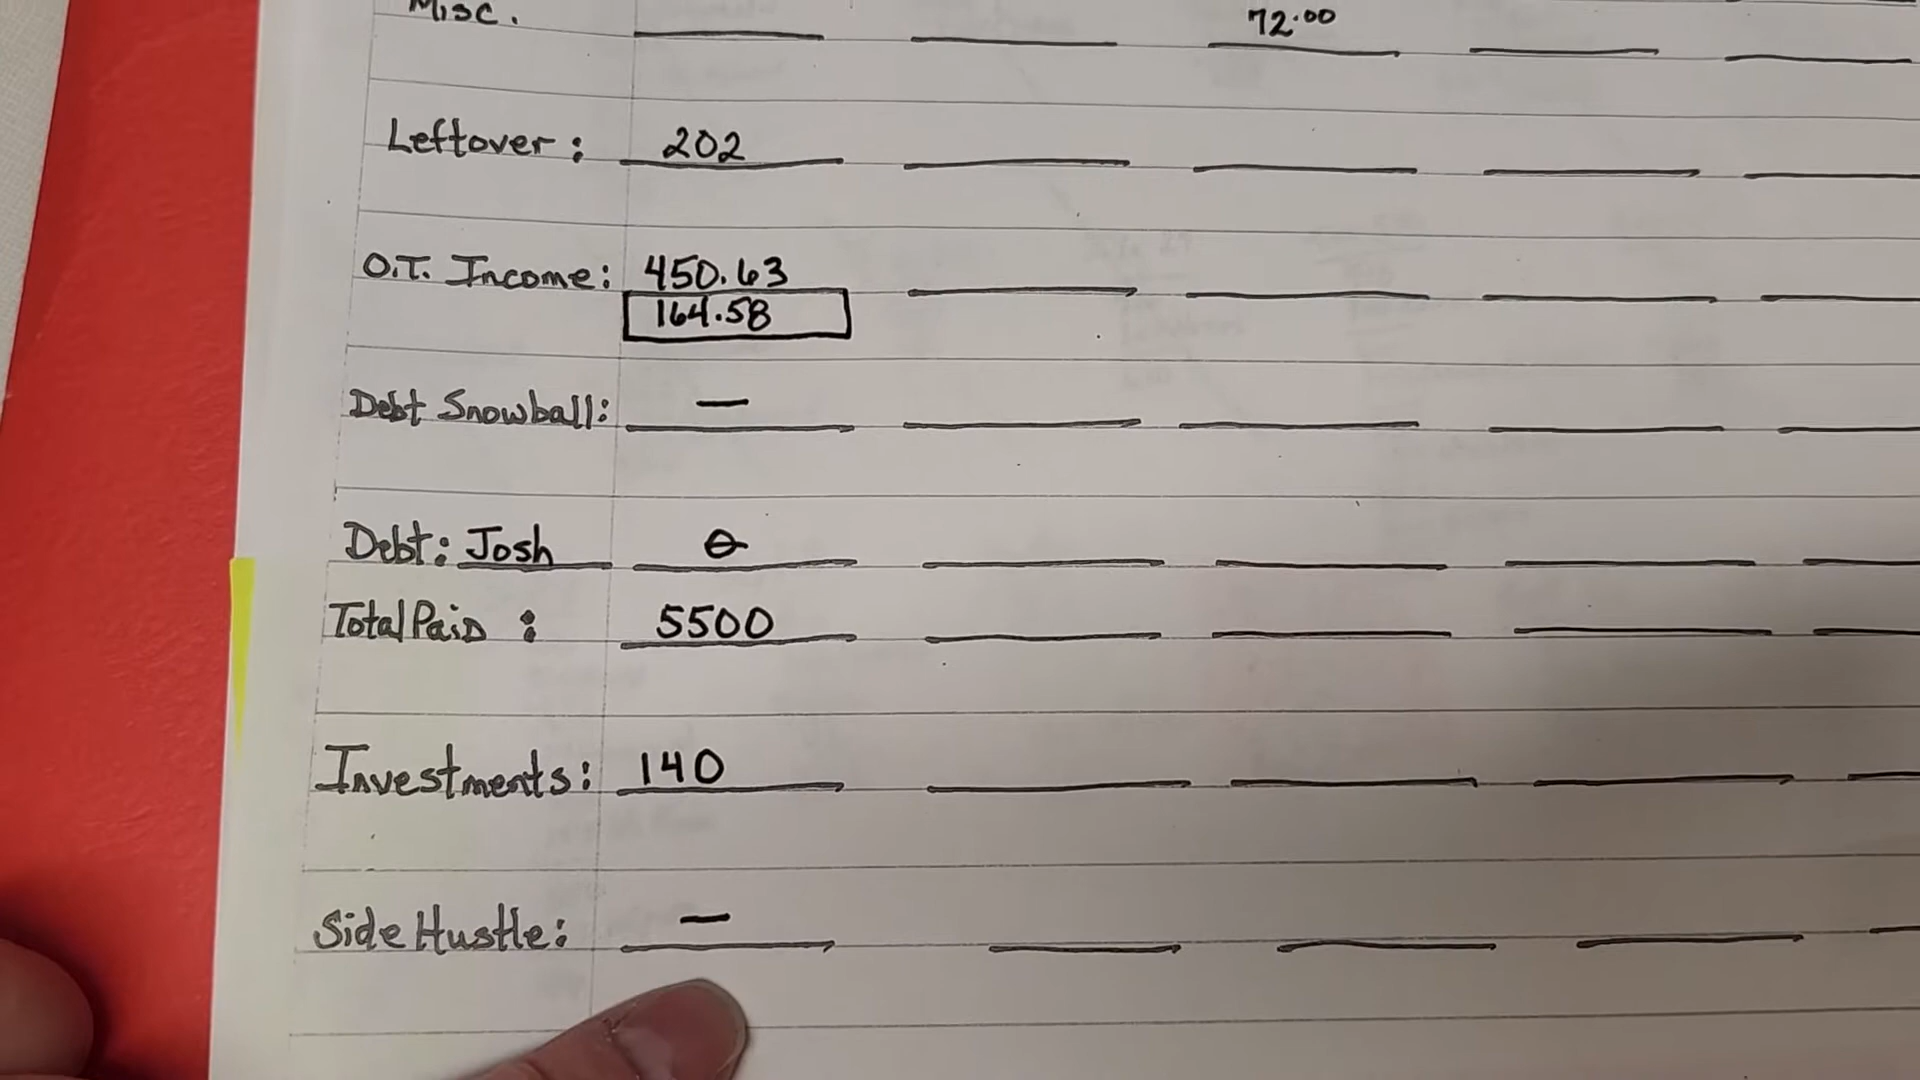 Misc. 72.00
Leftover: 202
O.T. Income: 450.63
164.58
Debt Snowball: —
Debt: Josh 0
Total Paid: 5500
Investments: 140
Side Hustle: —